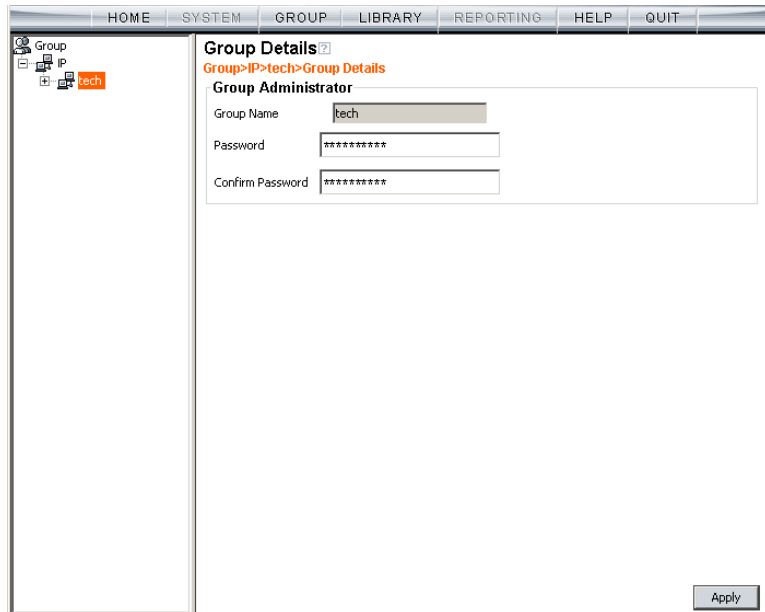 HOME SYSTEM GROUP LIBRARY REPORTING HELP QUIT
Group
IP
tech
Group Details?
Group>IP>tech>Group Details
Group Administrator
Group Name tech
Password **********
Confirm Password **********
Apply